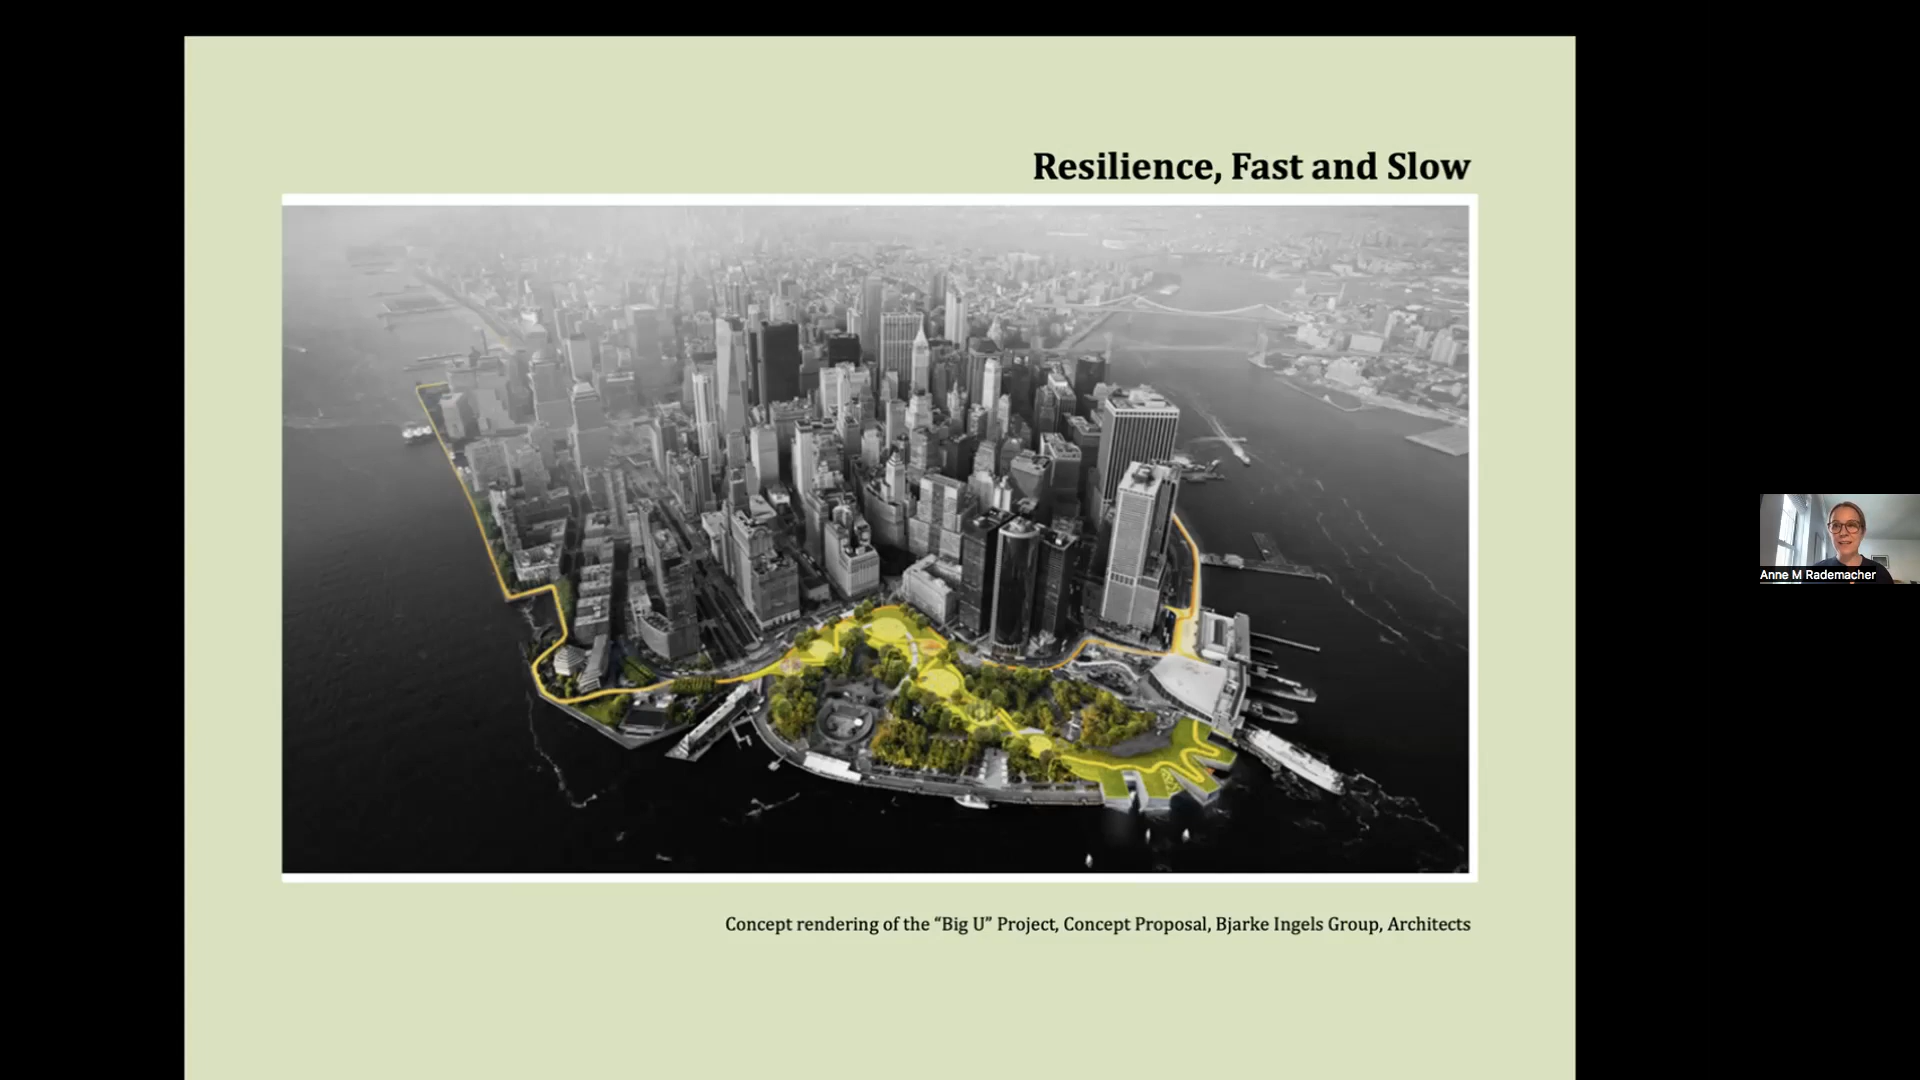 Resilience, Fast and Slow
Concept rendering of the “Big U” Project, Concept Proposal, Bjarke Ingels Group, Architects
Anne M Rademacher